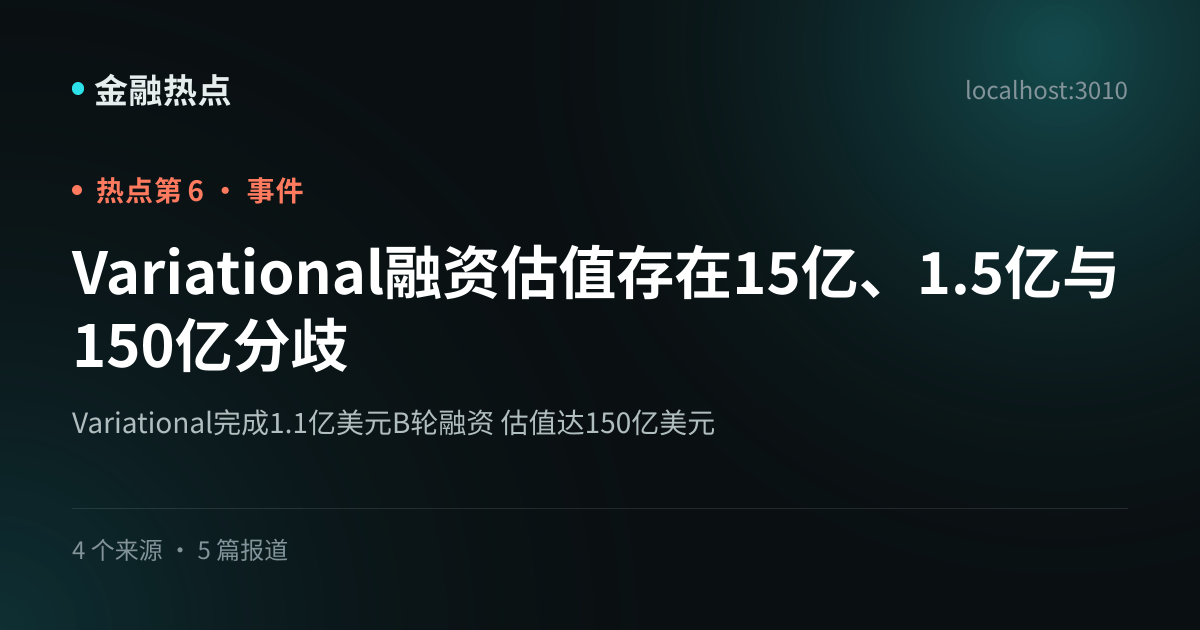 金融热点
localhost:3010
热点第 6 · 事件
Variational融资估值存在15亿、1.5亿与
150亿分歧
Variational完成1.1亿美元B轮融资 估值达150亿美元
4 个来源 · 5 篇报道